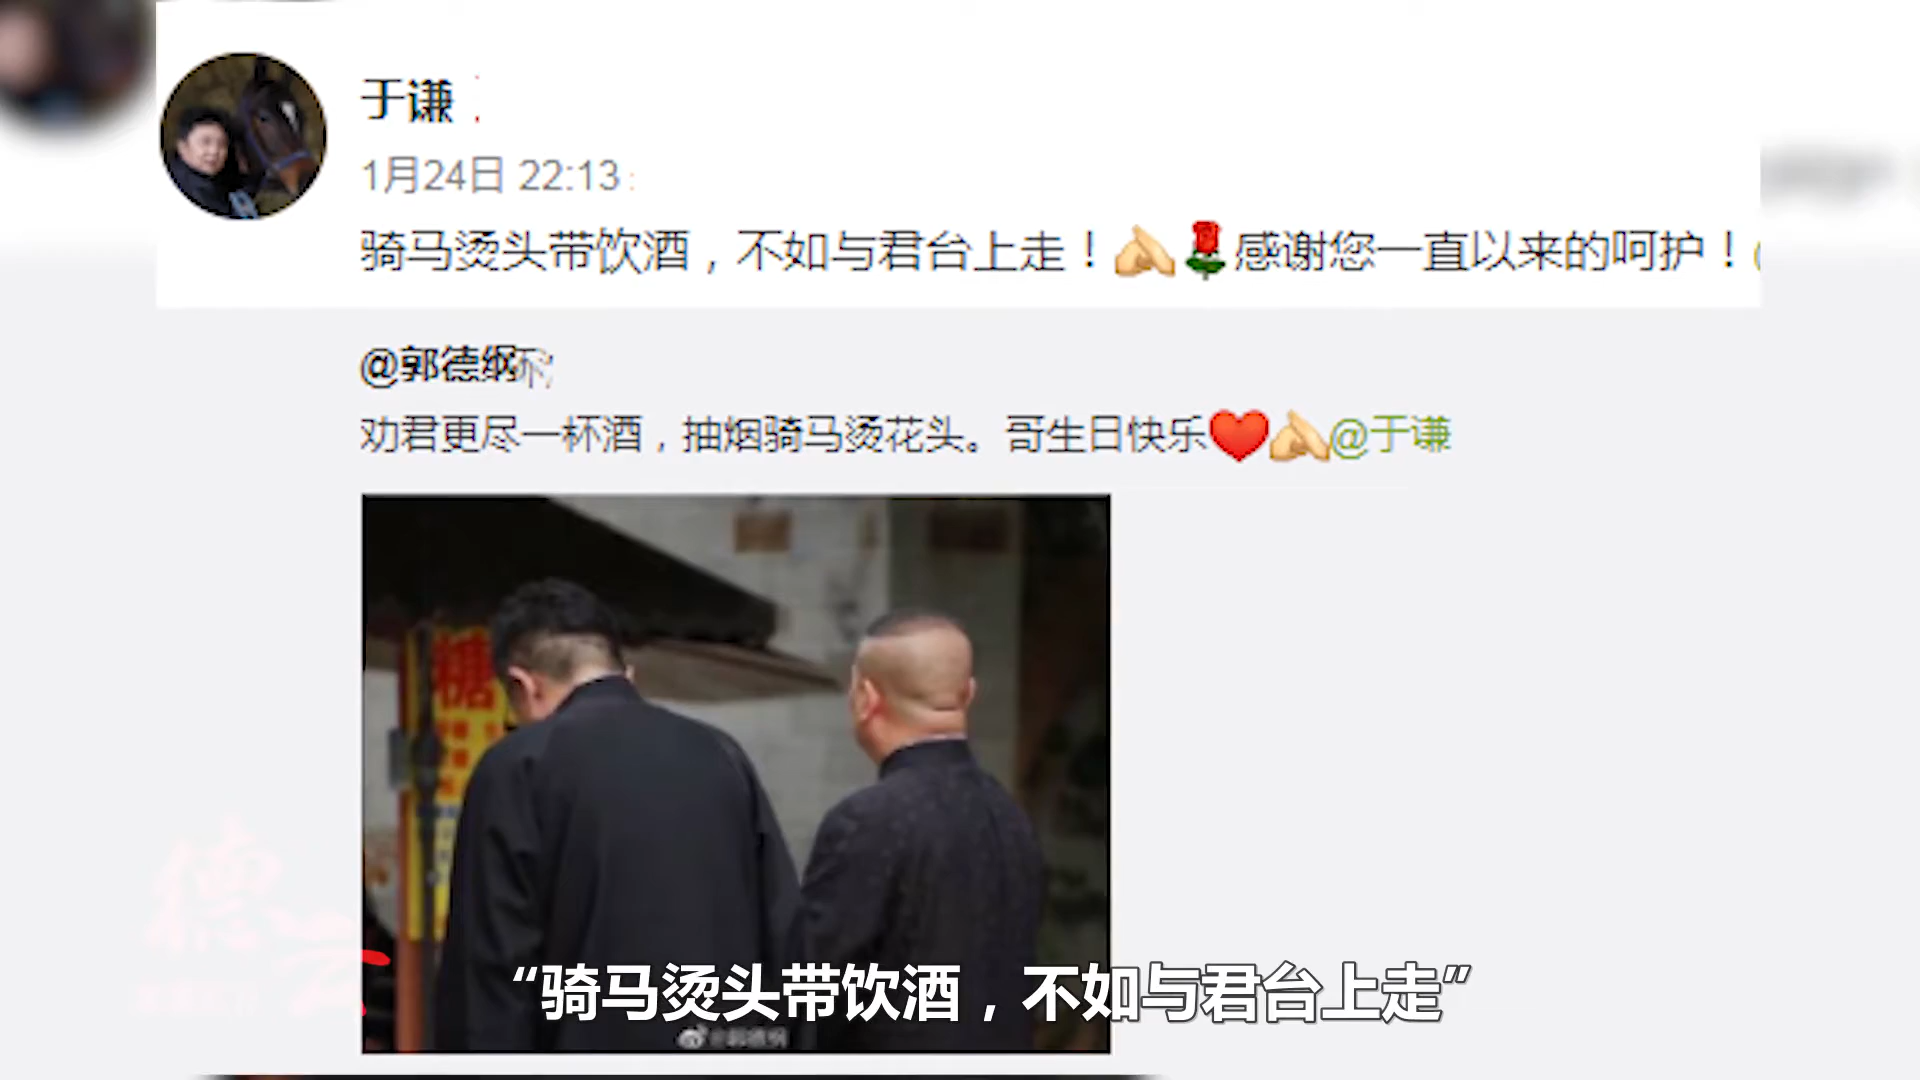 于谦
1月24日 22:13
骑马烫头带饮酒，不如与君台上走！感谢您一直以来的呵护！
@郭德纲
劝君更尽一杯酒，抽烟骑马烫花头。哥生日快乐@于谦
糖
德云
“骑马烫头带饮酒，不如与君台上走”